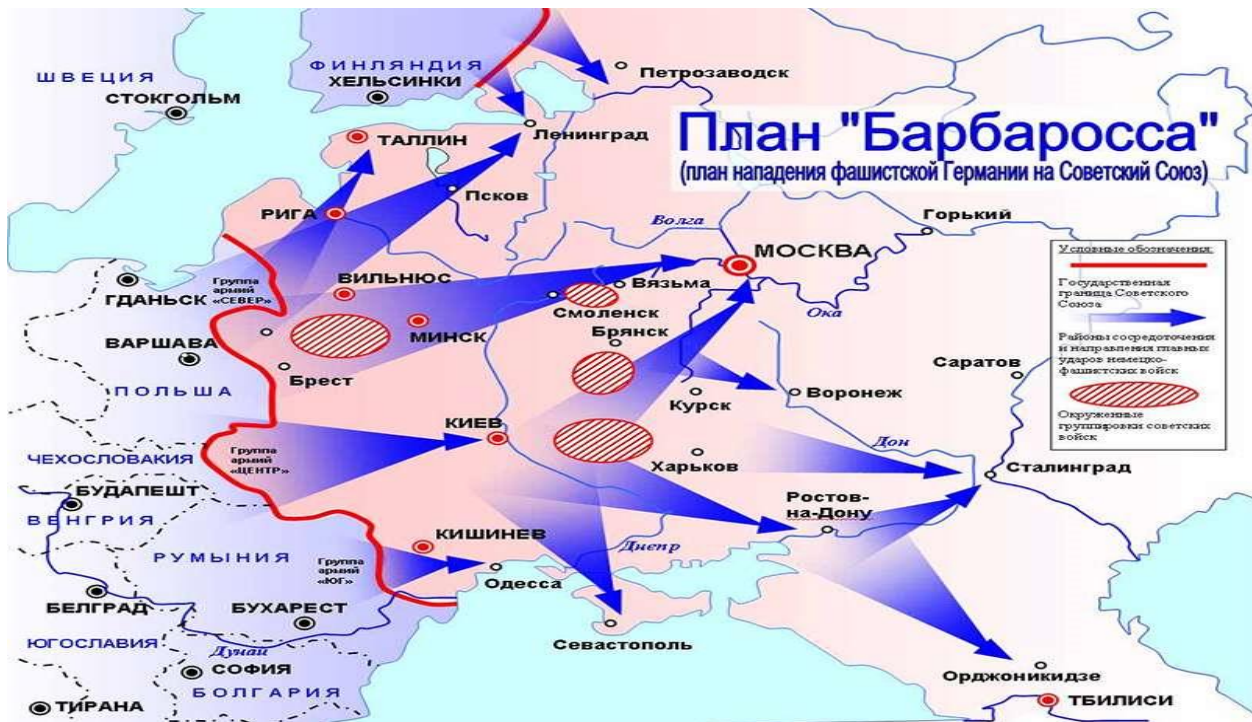 План "Барбаросса"
(план нападения фашистской Германии на Советский Союз)
ШВЕЦИЯ
СТОКГОЛЬМ
ФИНЛЯНДИЯ
ХЕЛЬСИНКИ
Петрозаводск
ТАЛЛИН
Ленинград
Псков
РИГА
Волга
Горький
МОСКВА
Вязьма
Ока
ВИЛЬНЮС
Смоленск
Брянск
МИНСК
ГДАНЬСК
Группа
армий
«СЕВЕР»
ВАРШАВА
Брест
ПОЛЬША
Курск
Воронеж
Саратов
КИЕВ
Дон
Харьков
Сталинград
Группа
армий
«ЦЕНТР»
ЧЕХОСЛОВАКИЯ
БУДАПЕШТ
ВЕНГРИЯ
Ростов-
на-Дону
РУМЫНИЯ
КИШИНЕВ
Группа
армий
«ЮГ»
Одесса
Днепр
БЕЛГРАД
БУХАРЕСТ
Севастополь
ЮГОСЛАВИЯ
Дунай
СОФИЯ
БОЛГАРИЯ
ТИРАНА
Орджоникидзе
ТБИЛИСИ
Условные обозначения:
Государственная
граница Советского
Союза
Районы сосредоточения
и направления главных
ударов немецко-
фашистских войск
Окруженные
группировки советских
войск